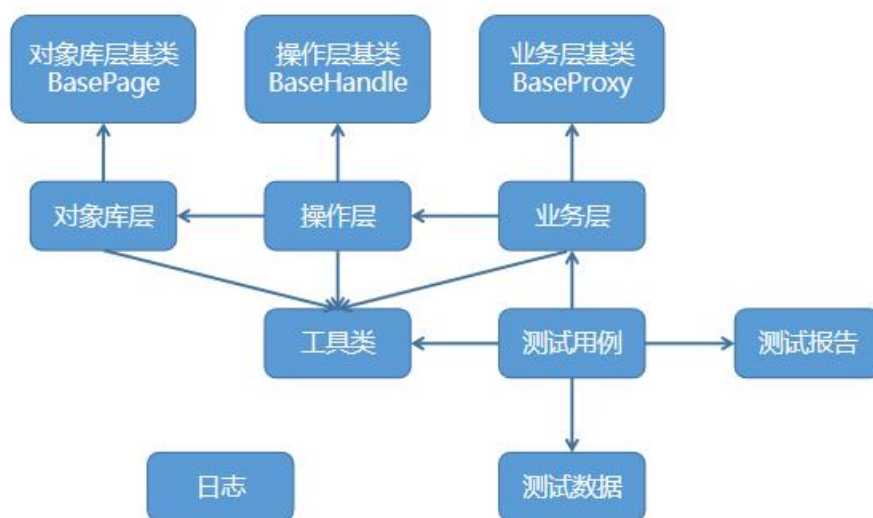 对象库层基类
BasePage
操作层基类
BaseHandle
业务层基类
BaseProxy
对象库层
操作层
业务层
工具类
测试用例
测试报告
日志
测试数据